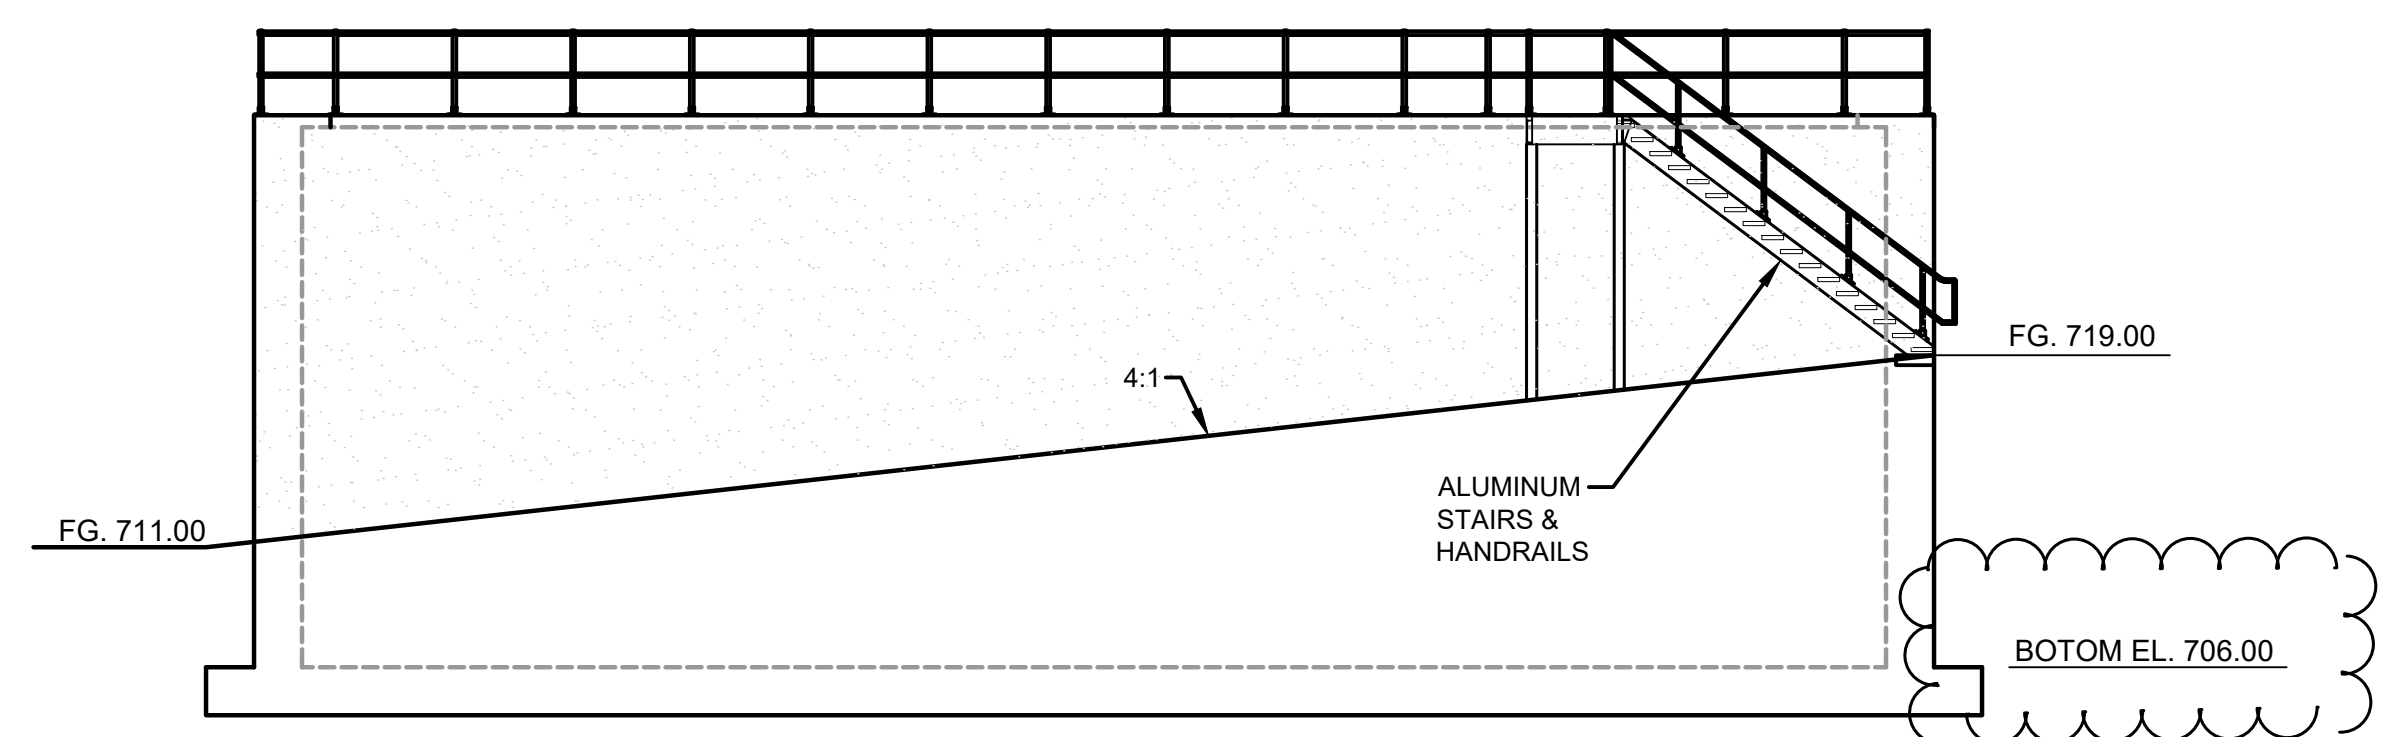 FG. 719.00
4:1
ALUMINUM
STAIRS &
HANDRAILS
FG. 711.00
BOTOM EL. 706.00